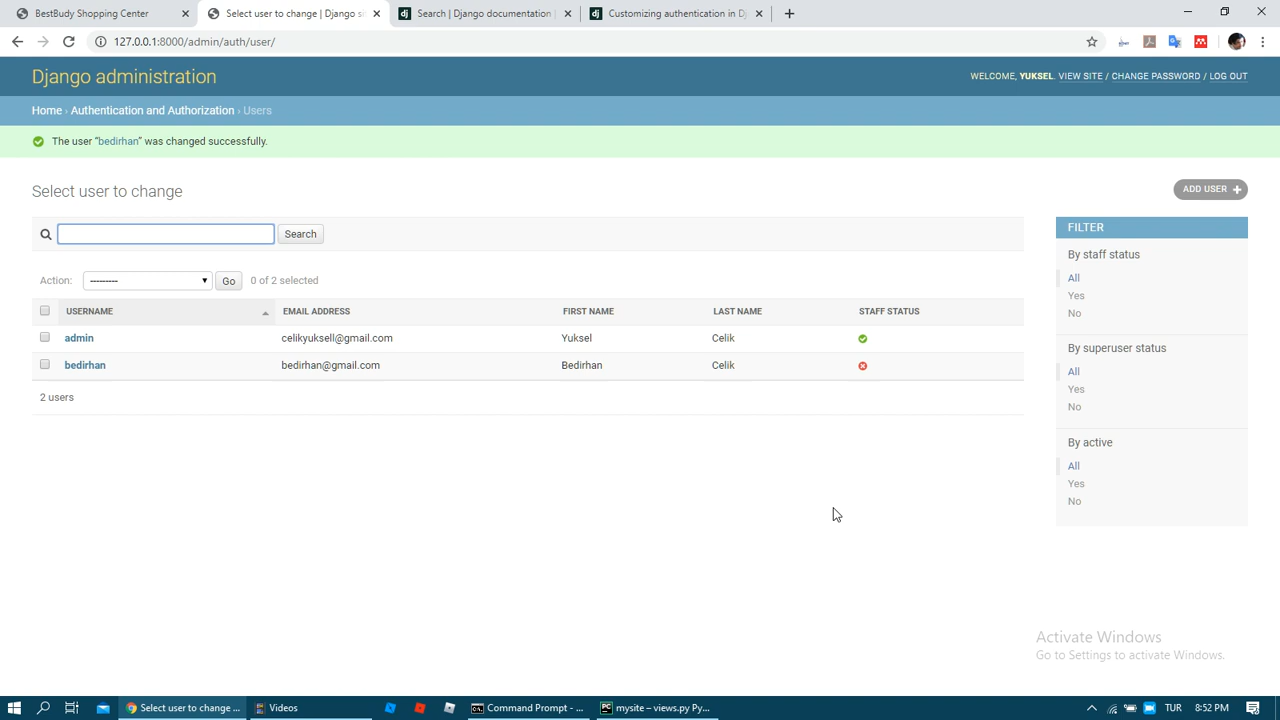 BestBudy Shopping Center
Select user to change | Django si
Search | Django documentation |
Customizing authentication in Dj
127.0.0.1:8000/admin/auth/user/
Django administration
WELCOME, YUKSEL. VIEW SITE / CHANGE PASSWORD / LOG OUT
Home › Authentication and Authorization › Users
The user “bedirhan” was changed successfully.
Select user to change
ADD USER
Search
FILTER
By staff status
All
Yes
No
By superuser status
All
Yes
No
By active
All
Yes
No
Action: --------- Go 0 of 2 selected
USERNAME EMAIL ADDRESS FIRST NAME LAST NAME STAFF STATUS
admin celikyuksell@gmail.com Yuksel Celik
bedirhan bedirhan@gmail.com Bedirhan Celik
2 users
Activate Windows
Go to Settings to activate Windows.
Select user to change ...
Videos
Command Prompt - ...
mysite – views.py Py...
TUR
8:52 PM